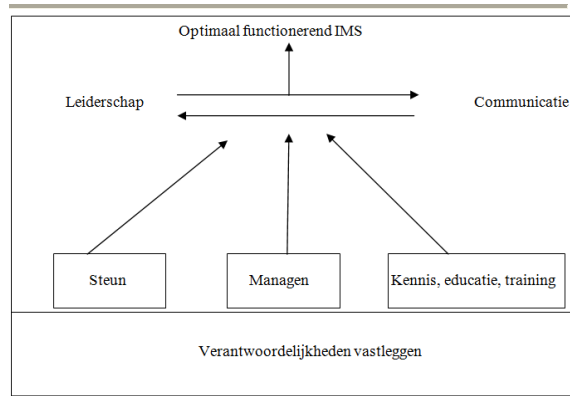 Optimaal functionerend IMS
Leiderschap
Communicatie
Steun
Managen
Kennis, educatie, training
Verantwoordelijkheden vastleggen